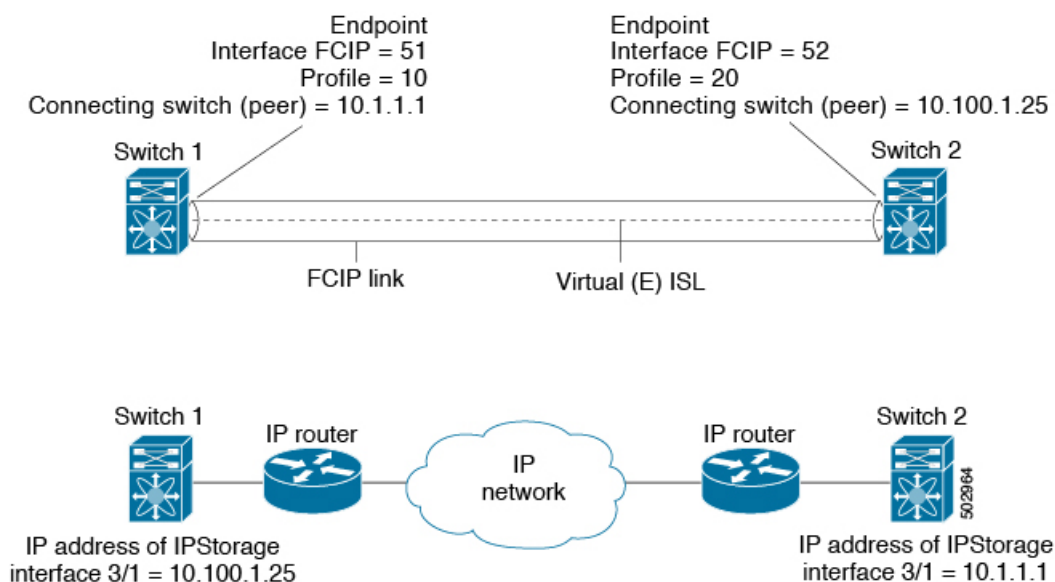 Endpoint
Interface FCIP = 51
Profile = 10
Connecting switch (peer) = 10.1.1.1
Endpoint
Interface FCIP = 52
Profile = 20
Connecting switch (peer) = 10.100.1.25
Switch 1
Switch 2
FCIP link
Virtual (E) ISL
Switch 1
IP router
IP
network
IP router
Switch 2
502964
IP address of IPStorage
interface 3/1 = 10.100.1.25
IP address of IPStorage
interface 3/1 = 10.1.1.1